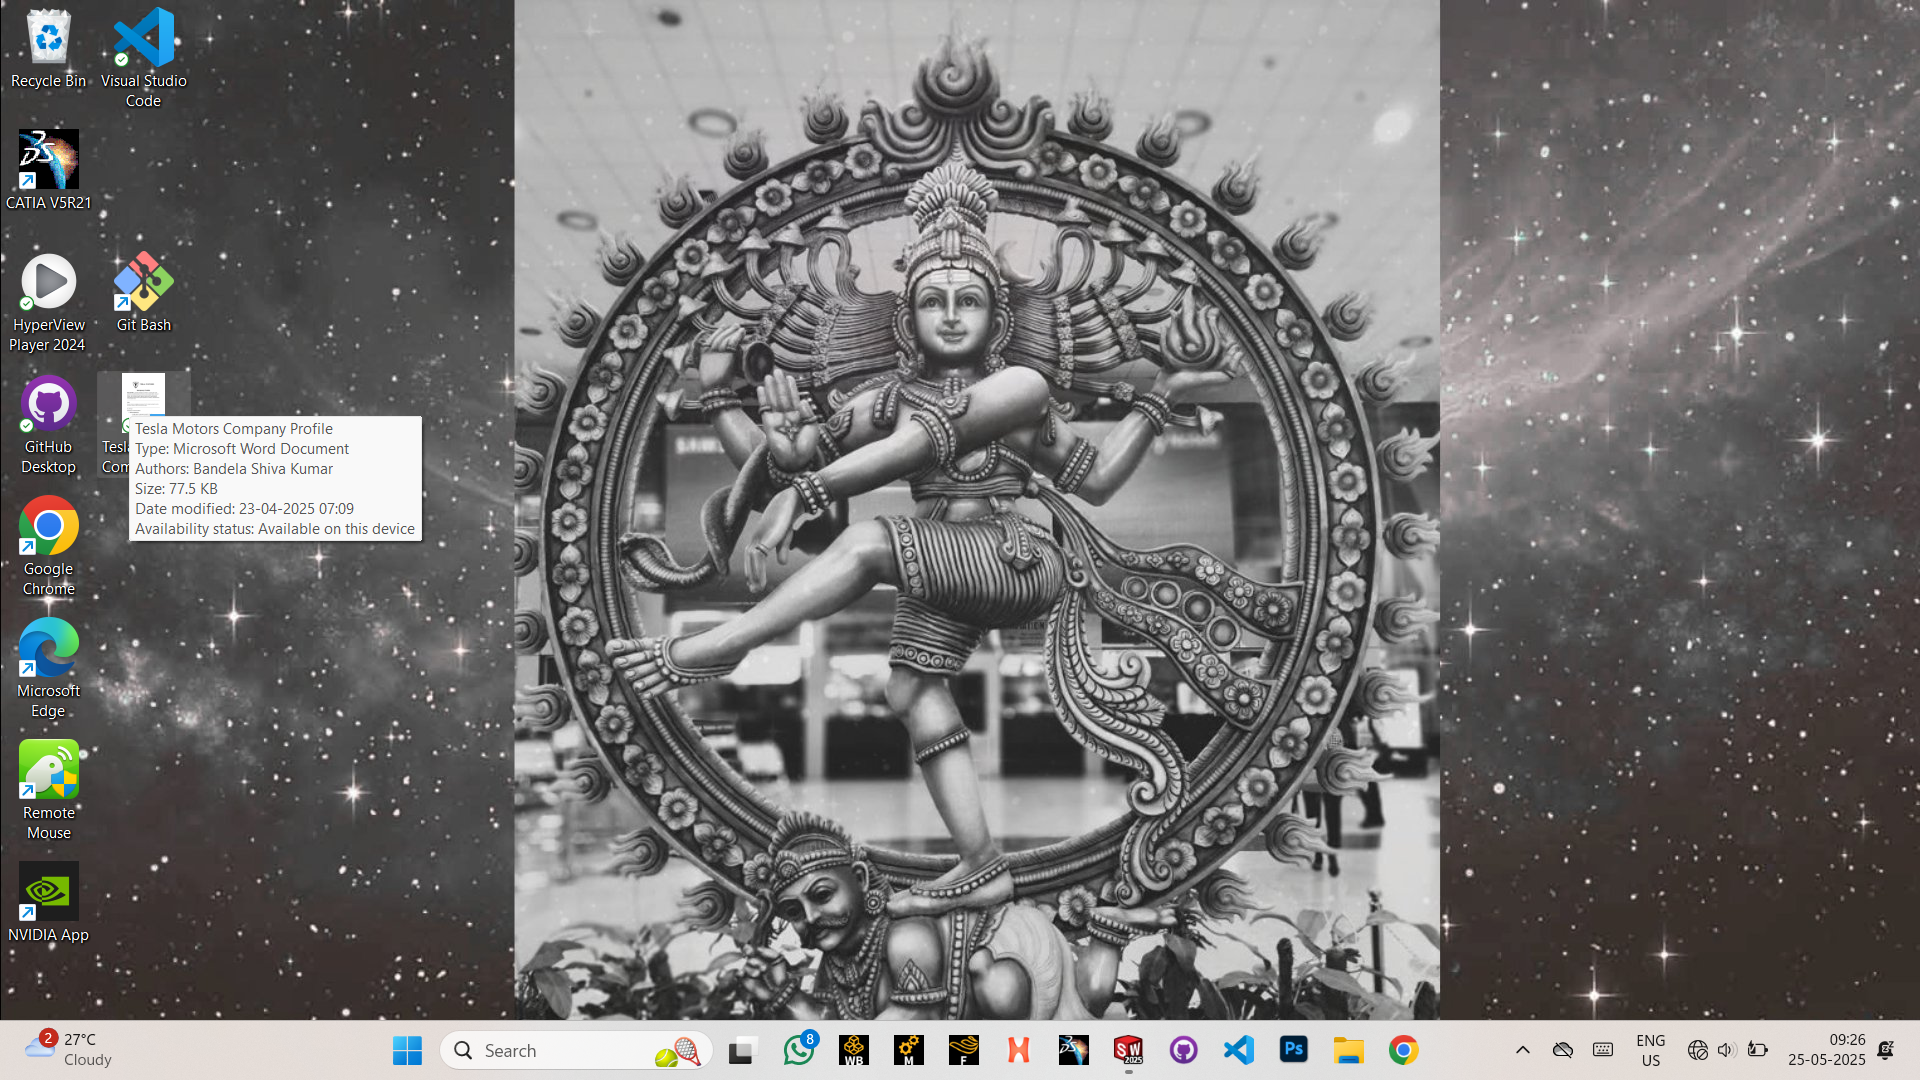 Recycle Bin
Visual Studio
Code
CATIA V5R21
HyperView
Player 2024
Git Bash
GitHub
Desktop
Tesla Motors Company Profile
Type: Microsoft Word Document
Authors: Bandela Shiva Kumar
Size: 77.5 KB
Date modified: 23-04-2025 07:09
Availability status: Available on this device
Google
Chrome
Microsoft
Edge
Remote
Mouse
NVIDIA App
2
27°C
Cloudy
Search
8
WB
M
F
SW
2025
Ps
ENG
US
09:26
25-05-2025